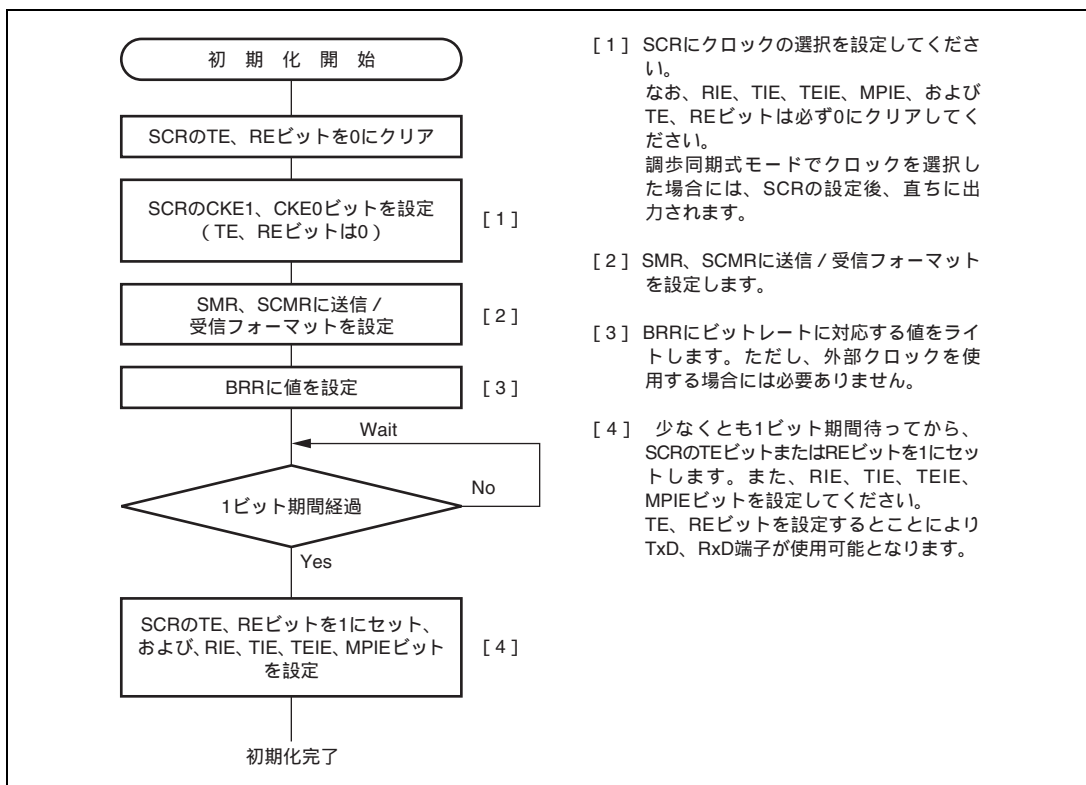 初 期 化 開 始
SCRのTE、REビットを0にクリア
SCRのCKE1、CKE0ビットを設定
(TE、REビットは0)
[1]
SMR、SCMRに送信/
受信フォーマットを設定
[2]
BRRに値を設定
[3]
Wait
1ビット期間経過
No
Yes
SCRのTE、REビットを1にセット、
および、RIE、TIE、TEIE、MPIEビット
を設定
[4]
初期化完了
[1] SCRにクロックの選択を設定してくださ
い。
なお、RIE、TIE、TEIE、MPIE、および
TE、REビットは必ず0にクリアしてく
ださい。
調歩同期式モードでクロックを選択し
た場合には、SCRの設定後、直ちに出
力されます。
[2] SMR、SCMRに送信/受信フォーマット
を設定します。
[3] BRRにビットレートに対応する値をライ
トします。ただし、外部クロックを使
用する場合には必要ありません。
[4] 少なくとも1ビット期間待ってから、
SCRのTEビットまたはREビットを1にセッ
トします。また、RIE、TIE、TEIE、
MPIEビットを設定してください。
TE、REビットを設定するとことにより
TxD、RxD端子が使用可能となります。